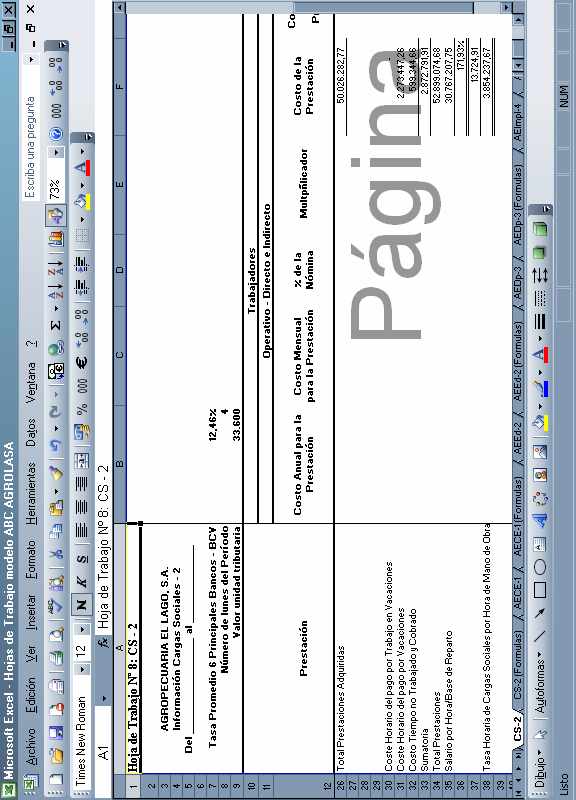 Microsoft Excel - Hojas de Trabajo modelo ABC AGROLASA
Archivo Edición Ver Insertar Formato Herramientas Datos Ventana ?
Escriba una pregunta
73%
Times New Roman 12 N K S % 000 €
A1 fx Hoja de Trabajo Nº 8: CS - 2
A B C D E F
1 Hoja de Trabajo Nº 8: CS - 2
2
3 AGROPECUARIA EL LAGO, S.A.
4 Información Cargas Sociales - 2
5 Del ________ al ________
6
7 Tasa Promedio 6 Principales Bancos - BCV 12,46%
8 Número de lunes del Período 4
9 Valor unidad tributaria 33.600
10 Trabajadores
11 Operativo - Directo e Indirecto
12 Prestación Costo Anual para la Prestación Costo Mensual para la Prestación % de la Nómina Multpñlicador Costo de la Prestación
26 Total Prestaciones Adquiridas 50.026.282,77
27
28
29
30 Coste Horario del pago por Trabajo en Vacaciones
31 Coste Horario del pago por Vacaciones 2.273.447,26
32 Costo Tiempo no Trabajado y Cobrado 599.344,66
33 Sumatoria 2.872.791,91
34 Total Prestaciones 52.899.074,68
35 Salario por Hora/Base de Reparto 30.767.207,75
36 171,93%
37 13.724,91
38 Tasa Horaria de Cargas Sociales por Hora de Mano de Obra 3.854.237,67
39
Página
CS-2 CS-2 (Formulas) AECE-1 AECE-1 (Formulas) AEEd-2 AEEd-2 (Formulas) AEDp-3 AEDp-3 (Formulas) AEImpl-4
Dibujo Autoformas
Listo NUM